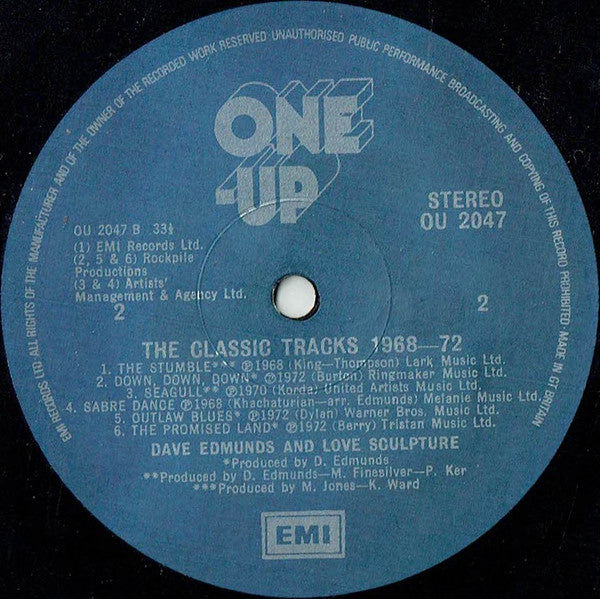 EMI RECORDS LTD ALL RIGHTS OF THE MANUFACTURER AND OF THE OWNER OF THE RECORDED WORK RESERVED UNAUTHORISED PUBLIC PERFORMANCE BROADCASTING AND COPYING OF THIS RECORD PROHIBITED MADE IN GT BRITAIN
ONE
-UP
STEREO
OU 2047
OU 2047 B 33⅓
(1) EMI Records Ltd.
(2, 5 & 6) Rockpile
Productions
(3 & 4) Artists'
Management & Agency Ltd.
2
2
THE CLASSIC TRACKS 1968—72
1. THE STUMBLE*** ℗1968 (King—Thompson) Lark Music Ltd.
2. DOWN, DOWN, DOWN* ℗1972 (Burton) Ringmaker Music Ltd.
3. SEAGULL** ℗1970 (Korda) United Artists Music Ltd.
4. SABRE DANCE ℗1968 (Khachaturian—arr. Edmunds) Melanie Music Ltd.
5. OUTLAW BLUES* ℗1972 (Dylan) Warner Bros. Music Ltd.
6. THE PROMISED LAND* ℗1972 (Berry) Tristan Music Ltd.
DAVE EDMUNDS AND LOVE SCULPTURE
*Produced by D. Edmunds
**Produced by D. Edmunds—M. Finesilver—P. Ker
***Produced by M. Jones—K. Ward
EMI